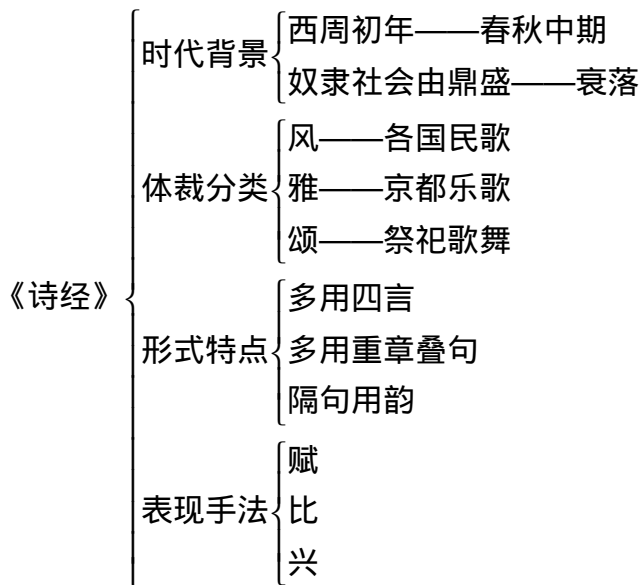 《诗经》
时代背景
西周初年——春秋中期
奴隶社会由鼎盛——衰落
体裁分类
风——各国民歌
雅——京都乐歌
颂——祭祀歌舞
形式特点
多用四言
多用重章叠句
隔句用韵
表现手法
赋
比
兴